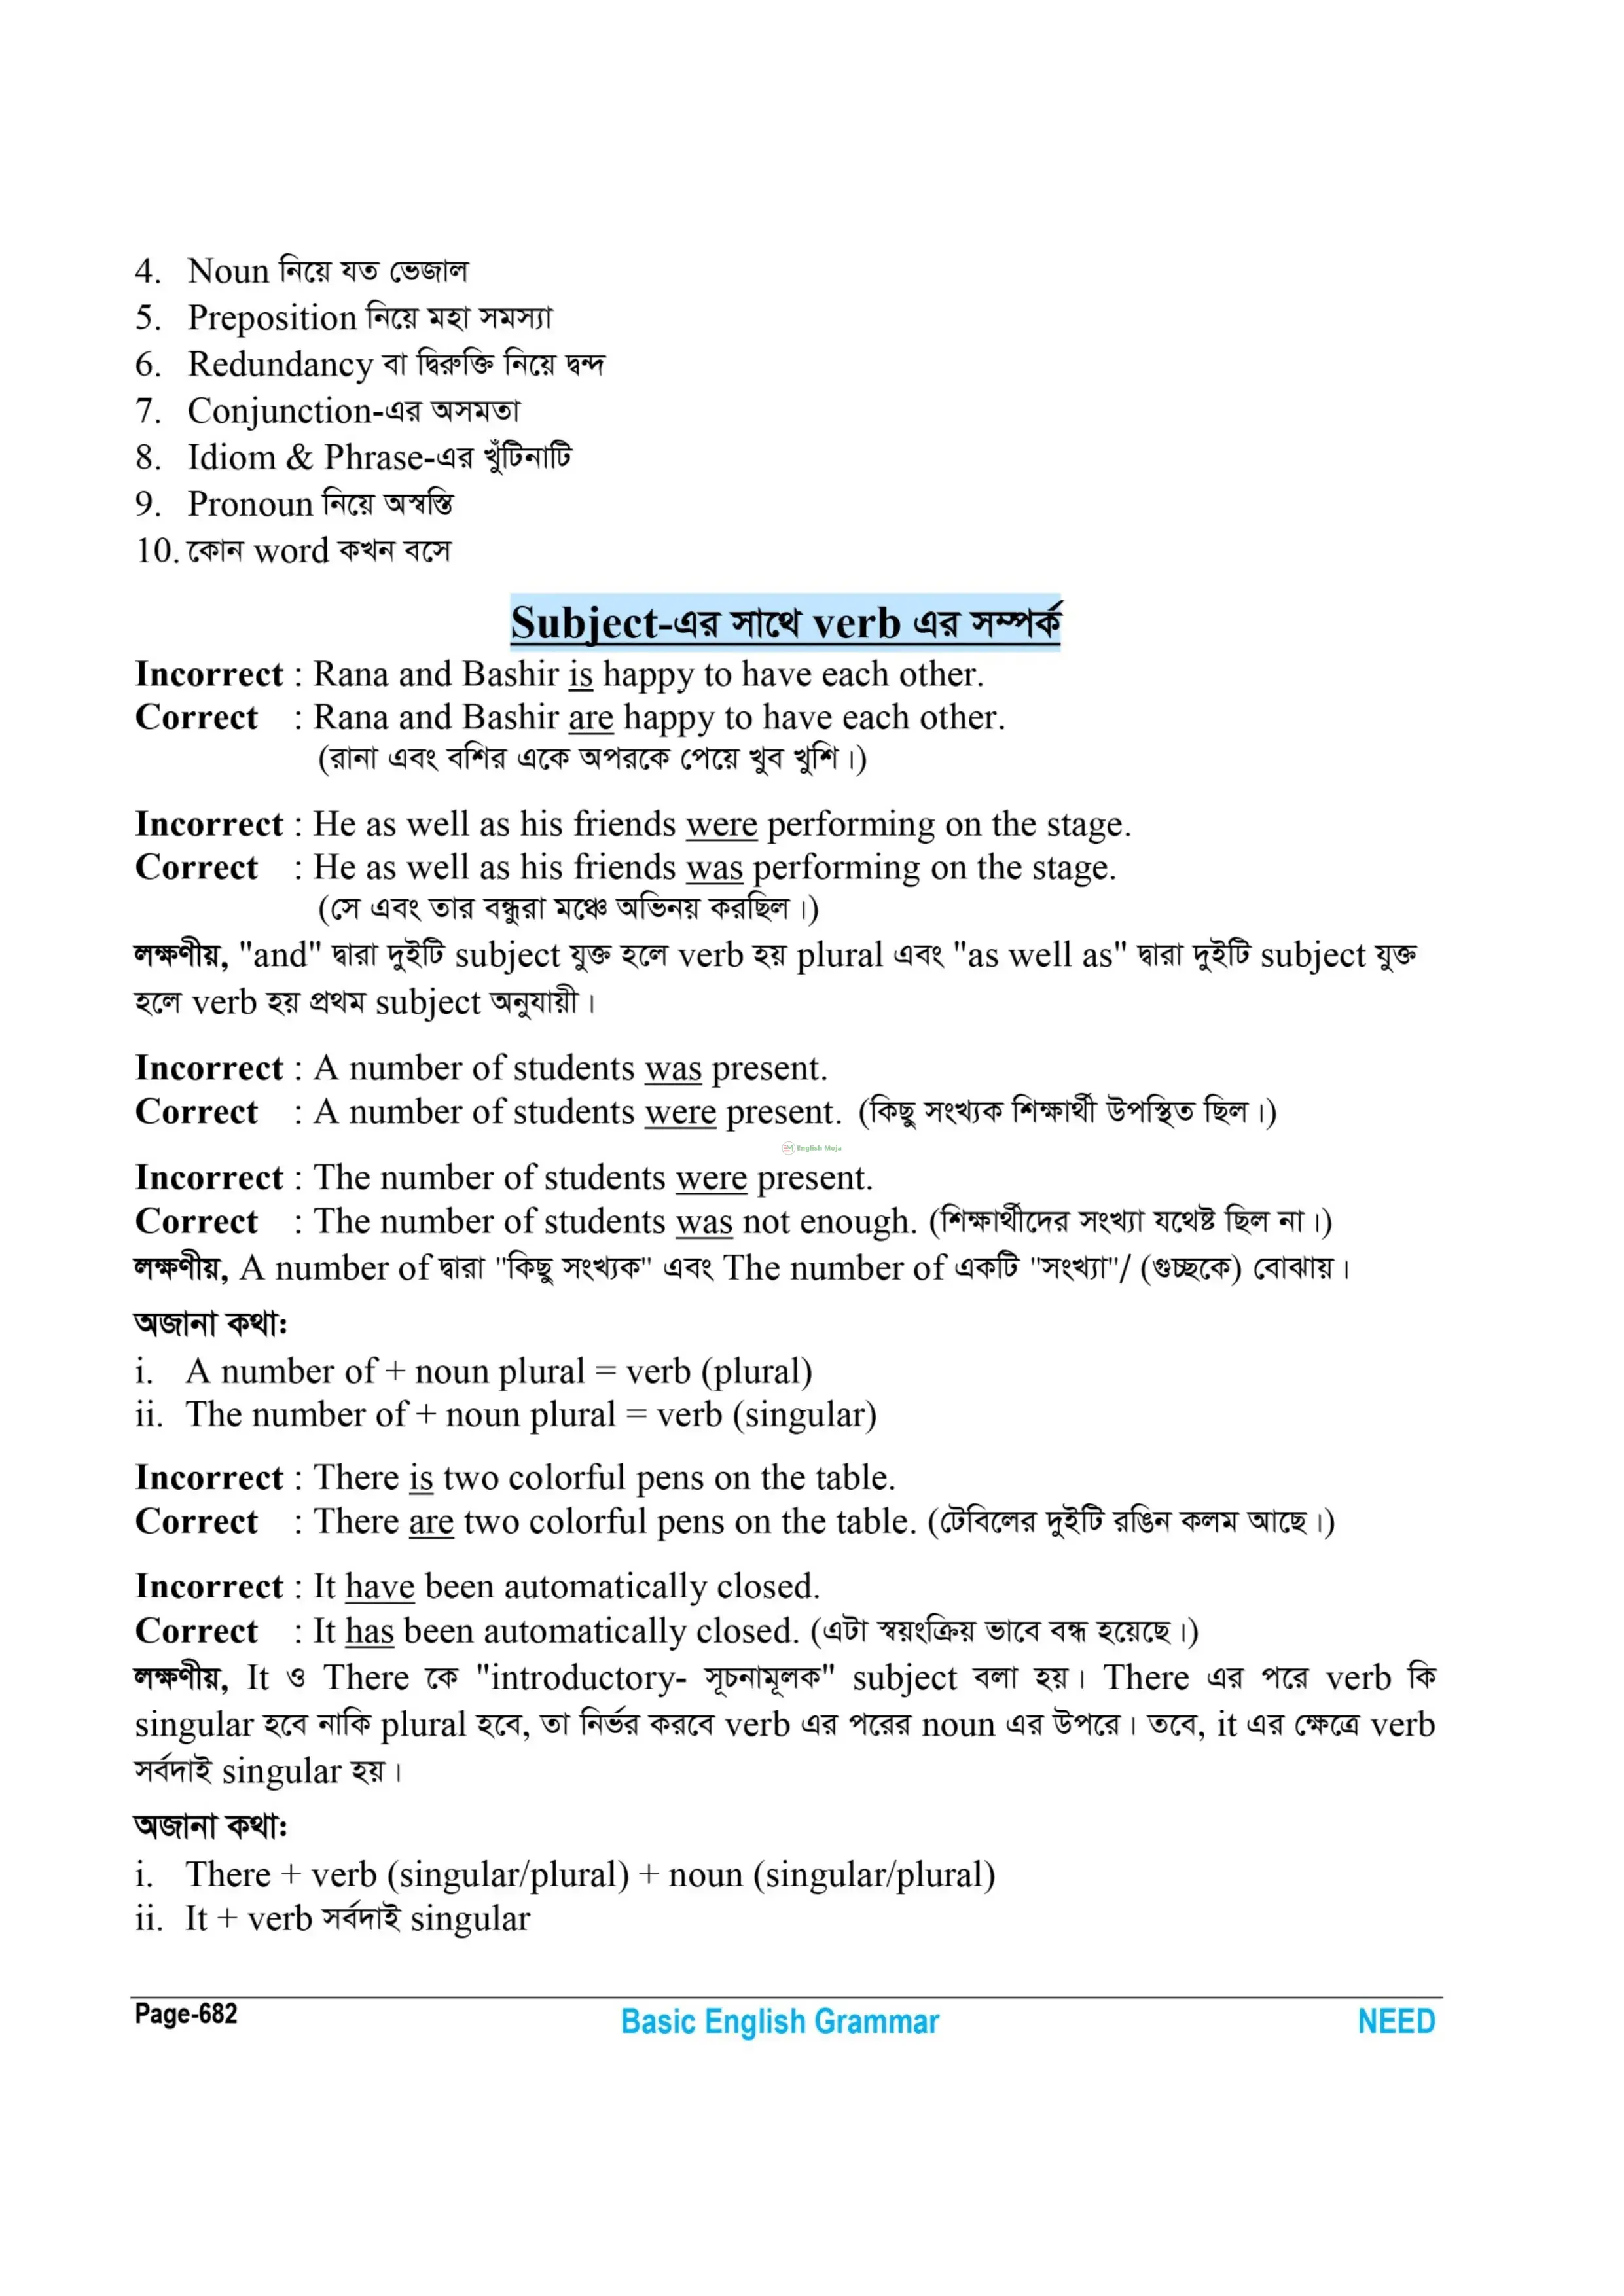 4. Noun নিয়ে যত ভেজাল
5. Preposition নিয়ে মহা সমস্যা
6. Redundancy বা দ্বিরুক্তি নিয়ে দ্বন্দ
7. Conjunction-এর অসমতা
8. Idiom & Phrase-এর খুঁটিনাটি
9. Pronoun নিয়ে অস্বস্তি
10. কোন word কখন বসে
Subject-এর সাথে verb এর সম্পর্ক
Incorrect : Rana and Bashir is happy to have each other.
Correct : Rana and Bashir are happy to have each other.
(রানা এবং বশির একে অপরকে পেয়ে খুব খুশি।)
Incorrect : He as well as his friends were performing on the stage.
Correct : He as well as his friends was performing on the stage.
(সে এবং তার বন্ধুরা মঞ্চে অভিনয় করছিল।)
লক্ষণীয়, "and" দ্বারা দুইটি subject যুক্ত হলে verb হয় plural এবং "as well as" দ্বারা দুইটি subject যুক্ত
হলে verb হয় প্রথম subject অনুযায়ী।
Incorrect : A number of students was present.
Correct : A number of students were present. (কিছু সংখ্যক শিক্ষার্থী উপস্থিত ছিল।)
English Moja
Incorrect : The number of students were present.
Correct : The number of students was not enough. (শিক্ষার্থীদের সংখ্যা যথেষ্ট ছিল না।)
লক্ষণীয়, A number of দ্বারা "কিছু সংখ্যক" এবং The number of একটি "সংখ্যা"/ (গুচ্ছকে) বোঝায়।
অজানা কথাঃ
i. A number of + noun plural = verb (plural)
ii. The number of + noun plural = verb (singular)
Incorrect : There is two colorful pens on the table.
Correct : There are two colorful pens on the table. (টেবিলের দুইটি রঙিন কলম আছে।)
Incorrect : It have been automatically closed.
Correct : It has been automatically closed. (এটা স্বয়ংক্রিয় ভাবে বন্ধ হয়েছে।)
লক্ষণীয়, It ও There কে "introductory- সূচনামূলক" subject বলা হয়। There এর পরে verb কি
singular হবে নাকি plural হবে, তা নির্ভর করবে verb এর পরের noun এর উপরে। তবে, it এর ক্ষেত্রে verb
সর্বদাই singular হয়।
অজানা কথাঃ
i. There + verb (singular/plural) + noun (singular/plural)
ii. It + verb সর্বদাই singular
Page-682 Basic English Grammar NEED